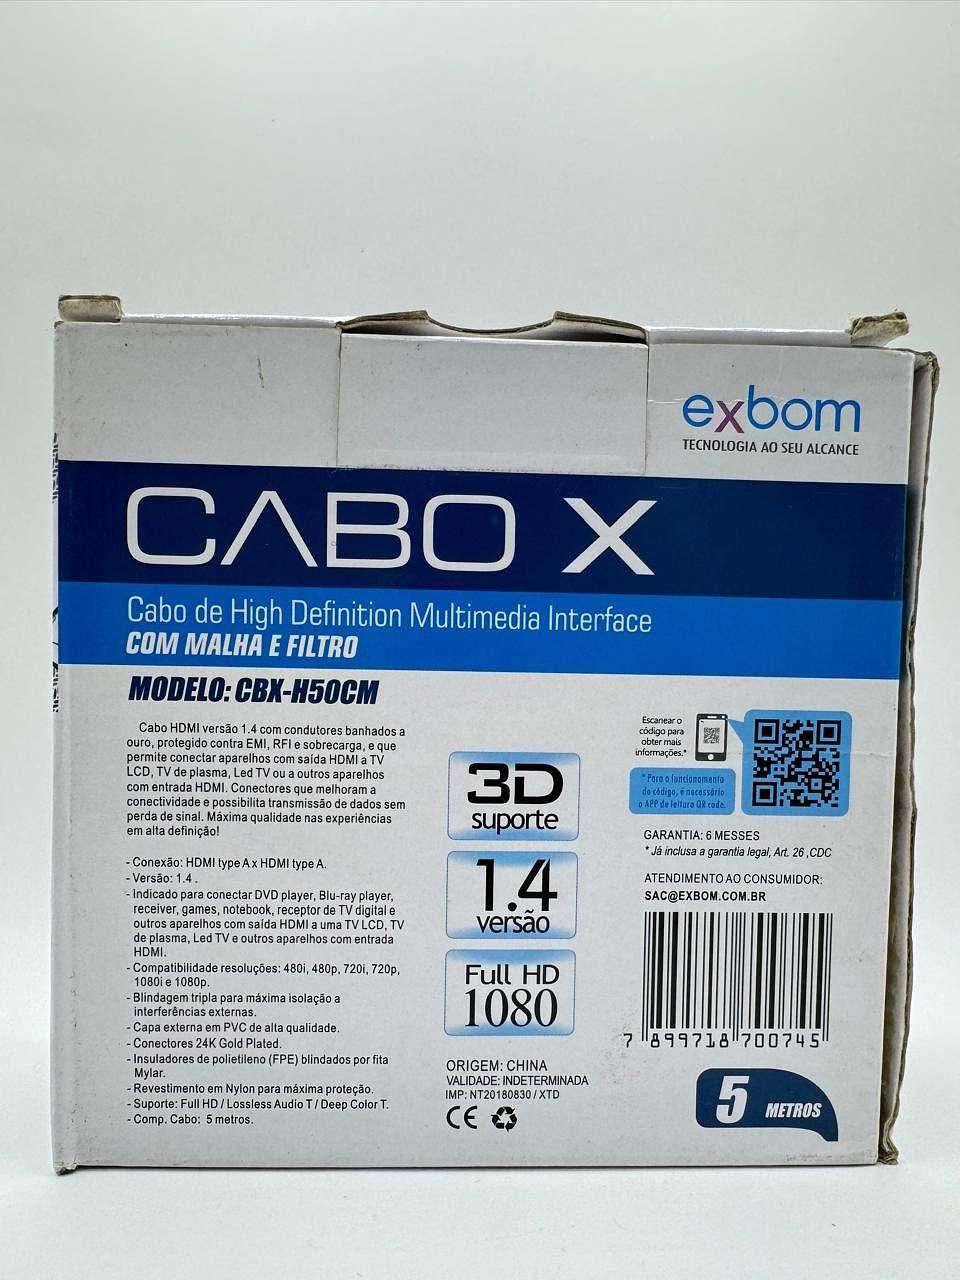 exbom
TECNOLOGIA AO SEU ALCANCE
CABO X
Cabo de High Definition Multimedia Interface
COM MALHA E FILTRO
MODELO: CBX-H50CM
Cabo HDMI versão 1.4 com condutores banhados a
ouro, protegido contra EMI, RFI e sobrecarga, e que
permite conectar aparelhos com saída HDMI a TV
LCD, TV de plasma, Led TV ou a outros aparelhos
com entrada HDMI. Conectores que melhoram a
conectividade e possibilita transmissão de dados sem
perda de sinal. Máxima qualidade nas experiências
em alta definição!
- Conexão: HDMI type A x HDMI type A.
- Versão: 1.4 .
- Indicado para conectar DVD player, Blu-ray player,
receiver, games, notebook, receptor de TV digital e
outros aparelhos com saída HDMI a uma TV LCD, TV
de plasma, Led TV e outros aparelhos com entrada
HDMI.
- Compatibilidade resoluções: 480i, 480p, 720i, 720p,
1080i e 1080p.
- Blindagem tripla para máxima isolação a
interferências externas.
- Capa externa em PVC de alta qualidade.
- Conectores 24K Gold Plated.
- Insuladores de polietileno (FPE) blindados por fita
Mylar.
- Revestimento em Nylon para máxima proteção.
- Suporte: Full HD / Lossless Audio T / Deep Color T.
- Comp. Cabo: 5 metros.
3D
suporte
1.4
versão
Full HD
1080
ORIGEM: CHINA
VALIDADE: INDETERMINADA
IMP: NT20180830 / XTD
CE
Escanear o
código para
obter mais
informações.*
* Para o funcionamento
do código, é necessário
o APP de leitura QR code.
GARANTIA: 6 MESSES
* Já inclusa a garantia legal, Art. 26 ,CDC
ATENDIMENTO AO CONSUMIDOR:
SAC@EXBOM.COM.BR
7 899718 700745
5 METROS